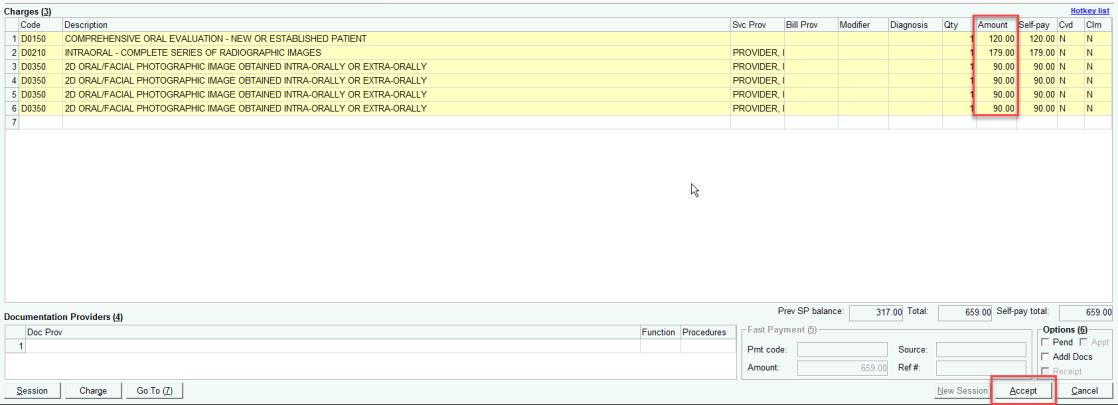 Charges (3) Hotkey list
Code Description Svc Prov Bill Prov Modifier Diagnosis Qty Amount Self-pay Cvd Clm
1 D0150 COMPREHENSIVE ORAL EVALUATION - NEW OR ESTABLISHED PATIENT 1 120.00 120.00 N N
2 D0210 INTRAORAL - COMPLETE SERIES OF RADIOGRAPHIC IMAGES PROVIDER, I 1 179.00 179.00 N N
3 D0350 2D ORAL/FACIAL PHOTOGRAPHIC IMAGE OBTAINED INTRA-ORALLY OR EXTRA-ORALLY PROVIDER, I 1 90.00 90.00 N N
4 D0350 2D ORAL/FACIAL PHOTOGRAPHIC IMAGE OBTAINED INTRA-ORALLY OR EXTRA-ORALLY PROVIDER, I 1 90.00 90.00 N N
5 D0350 2D ORAL/FACIAL PHOTOGRAPHIC IMAGE OBTAINED INTRA-ORALLY OR EXTRA-ORALLY PROVIDER, I 1 90.00 90.00 N N
6 D0350 2D ORAL/FACIAL PHOTOGRAPHIC IMAGE OBTAINED INTRA-ORALLY OR EXTRA-ORALLY PROVIDER, I 1 90.00 90.00 N N
7
Prev SP balance: 317.00 Total: 659.00 Self-pay total: 659.00
Documentation Providers (4)
Doc Prov Function Procedures
1
Fast Payment (5)
Pmt code: Source:
Amount: 659.00 Ref #:
Options (6)
Pend Appt
Addl Docs
Receipt
Session Charge Go To (7) New Session Accept Cancel